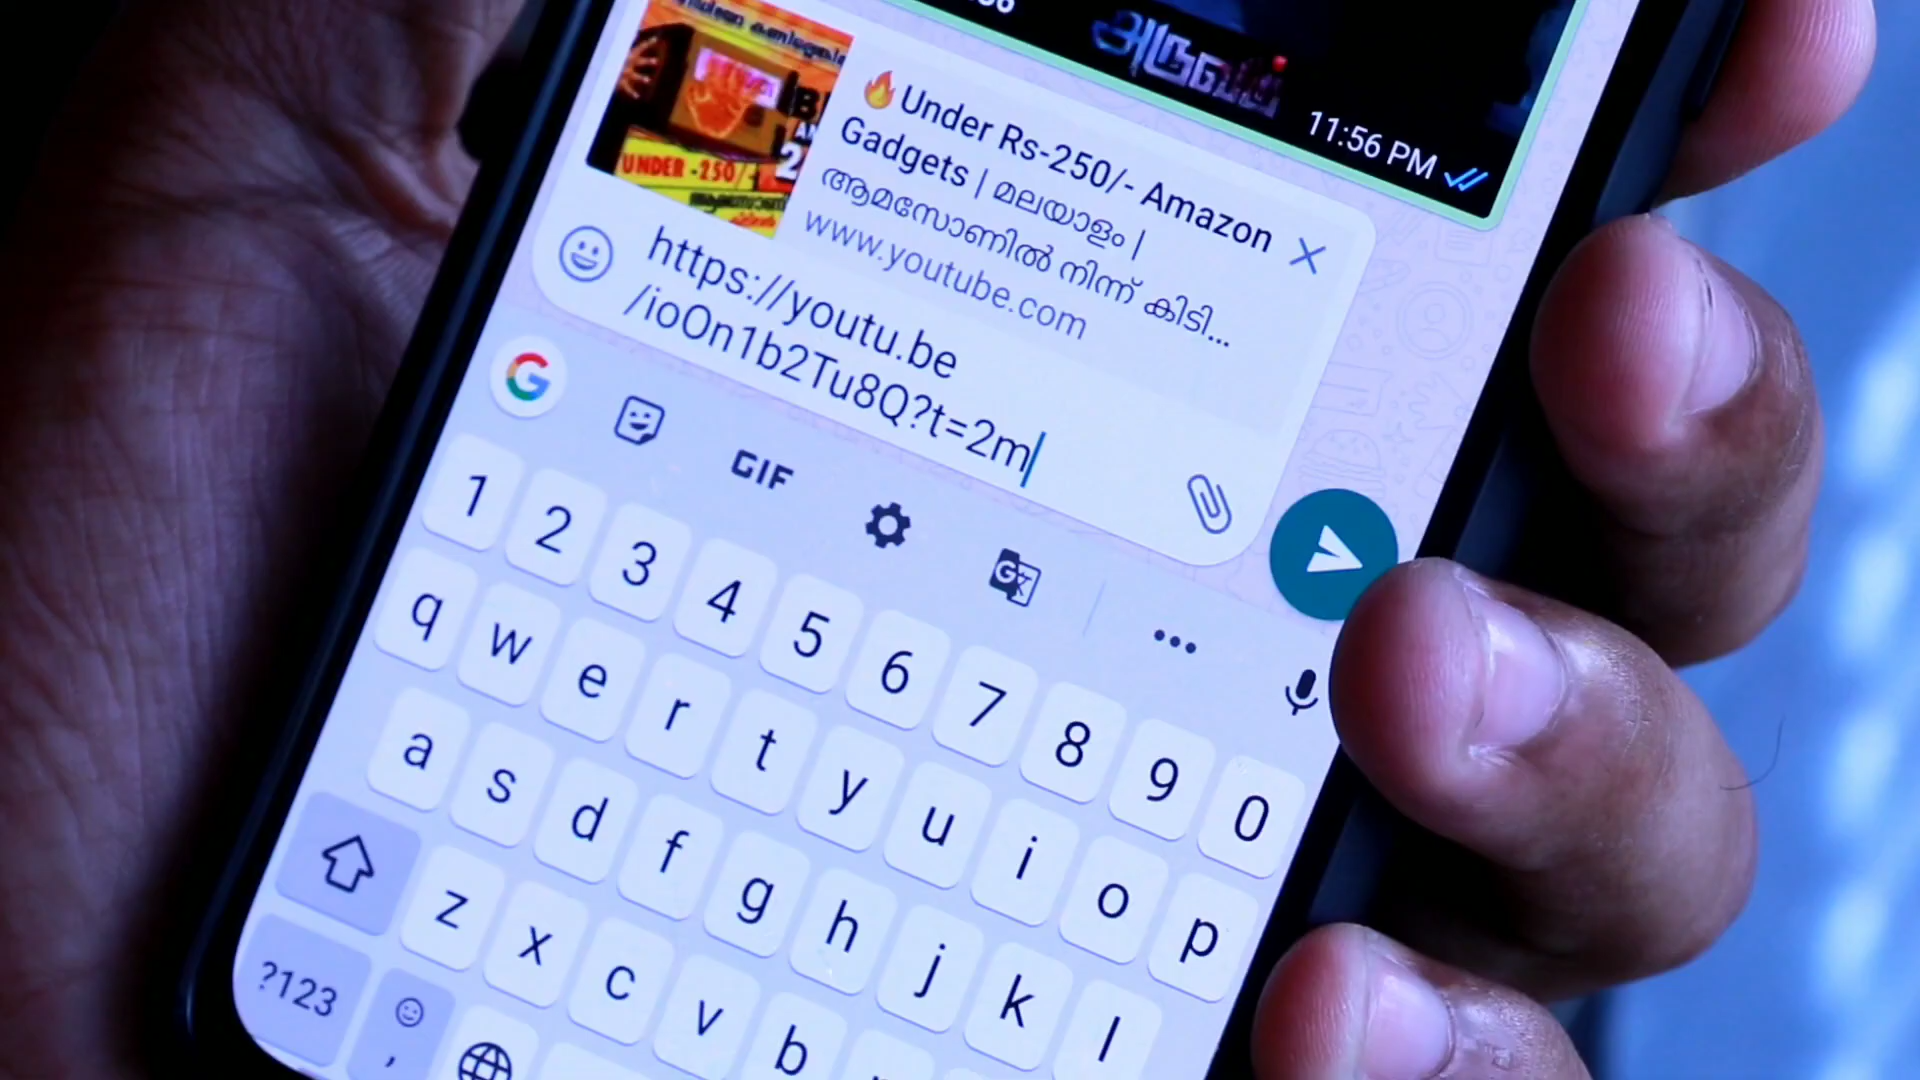 അരൂപി
11:56 PM
🔥Under Rs-250/- Amazon
Gadgets | മലയാളം |
ആമസോണിൽ നിന്ന് കിടി...
www.youtube.com
UNDER -250/-
https://youtu.be
/ioOn1b2Tu8Q?t=2m
G
GIF
G
1 2 3 4 5 6 7 8 9 0
q w e r t y u i o p
a s d f g h j k l
z x c v b
?123
,